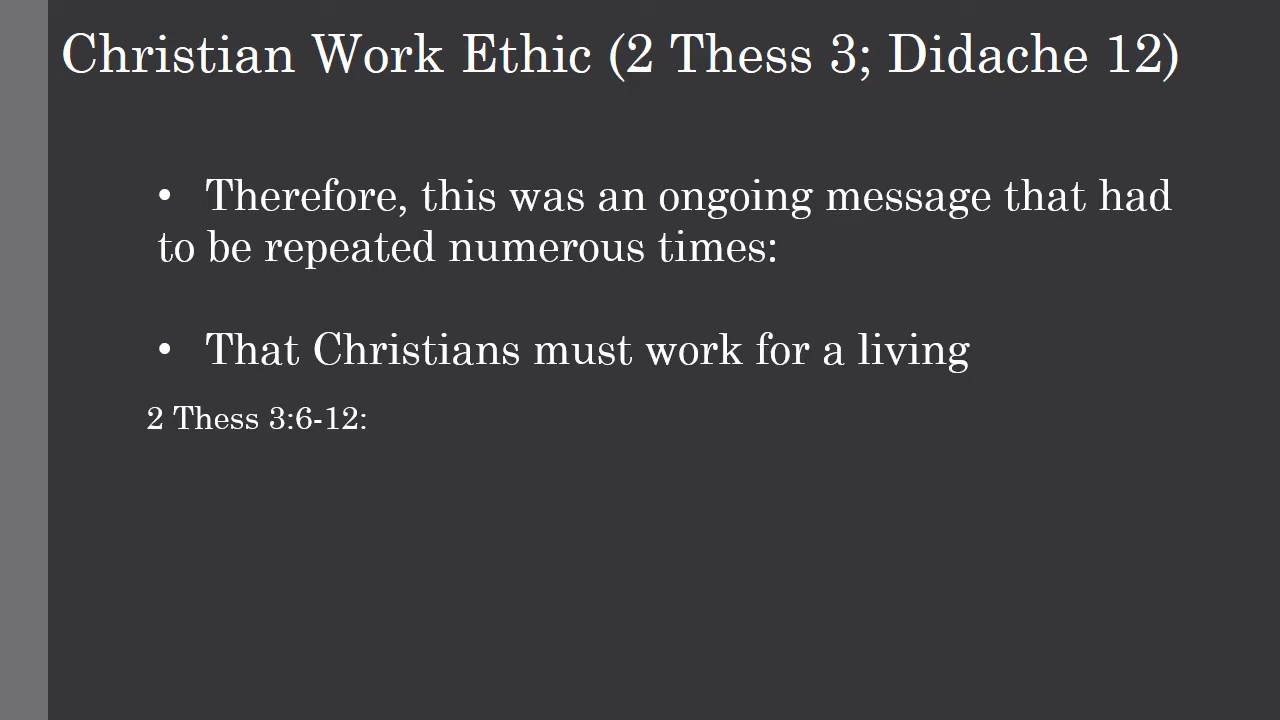 Christian Work Ethic (2 Thess 3; Didache 12)
• Therefore, this was an ongoing message that had
to be repeated numerous times:
• That Christians must work for a living
2 Thess 3:6-12: